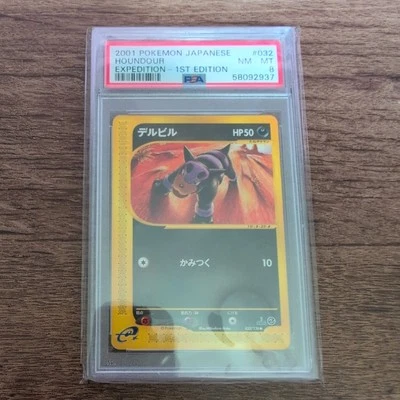 2001 POKEMON JAPANESE #032
HOUNDOUR NM - MT
EXPEDITION - 1ST EDITION 8
PSA 58092937
デルビル HP50
かみつく 10
e